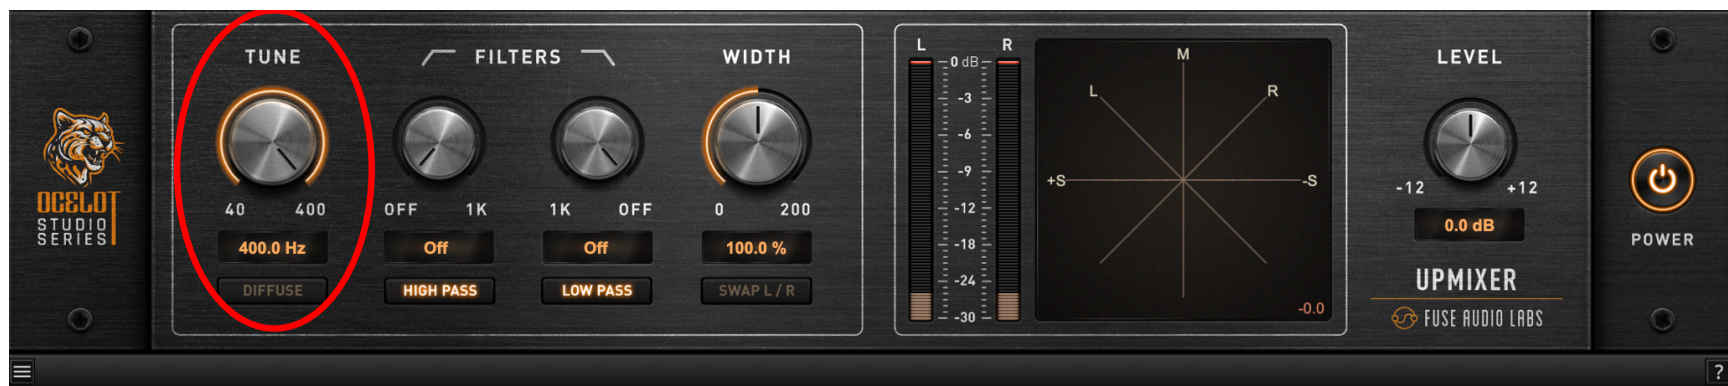 TUNE
40 400
400.0 Hz
DIFFUSE
FILTERS
OFF 1K
Off
HIGH PASS
1K OFF
Off
LOW PASS
WIDTH
0 200
100.0 %
SWAP L / R
L R
0 dB
-3
-6
-9
-12
-18
-24
-30
M
L R
+S -S
-0.0
LEVEL
-12 +12
0.0 dB
UPMIXER
FUSE AUDIO LABS
POWER
OCELOT
STUDIO
SERIES
?